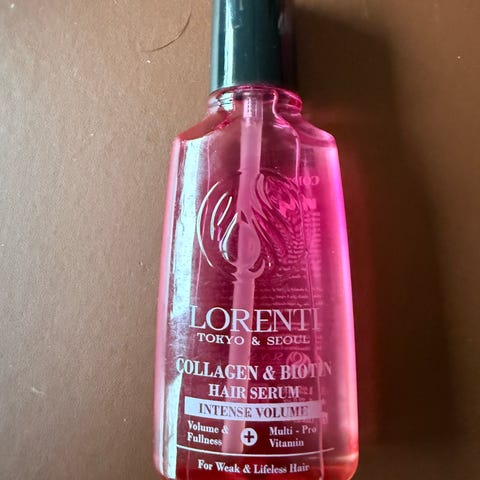 LORENTI
TOKYO & SEOUL
COLLAGEN & BIOTIN
HAIR SERUM
INTENSE VOLUME
Volume & Fullness + Multi - Pro Vitamin
For Weak & Lifeless Hair